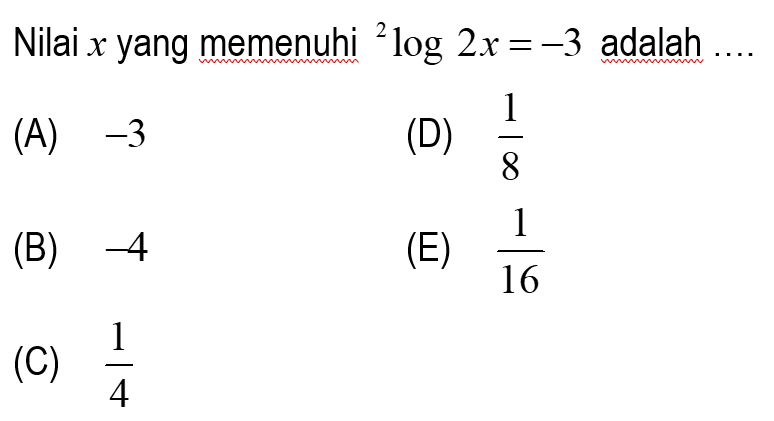 Nilai x yang memenuhi ²log 2x = −3 adalah ....
(A) −3 (D) 1/8
(B) −4 (E) 1/16
(C) 1/4